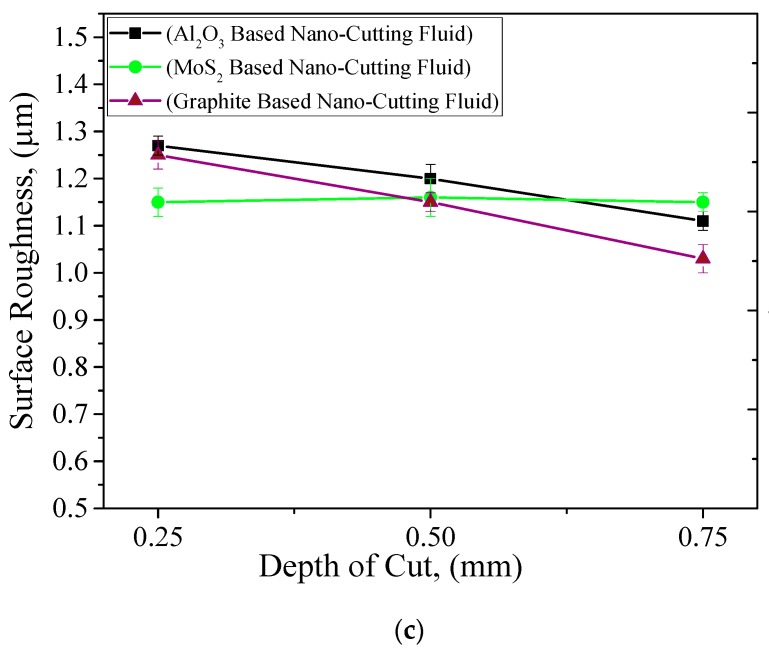 (Al₂O₃ Based Nano-Cutting Fluid)
(MoS₂ Based Nano-Cutting Fluid)
(Graphite Based Nano-Cutting Fluid)
Surface Roughness, (μm)
1.5
1.4
1.3
1.2
1.1
1.0
0.9
0.8
0.7
0.6
0.5
0.25 0.50 0.75
Depth of Cut, (mm)
(c)